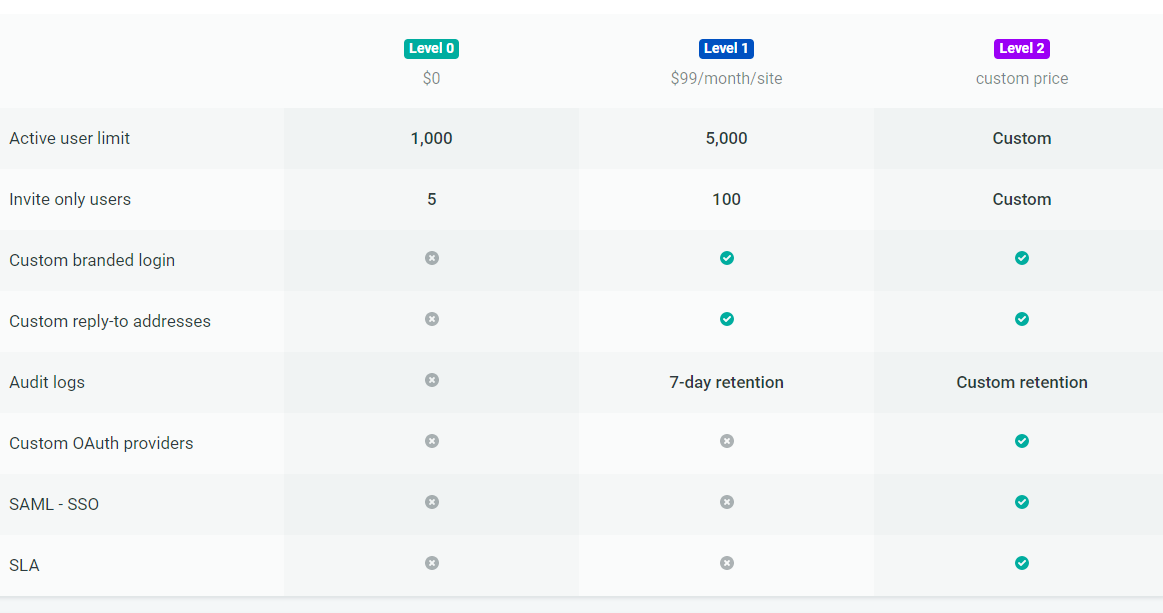 Level 0 Level 1 Level 2
$0 $99/month/site custom price
Active user limit 1,000 5,000 Custom
Invite only users 5 100 Custom
Custom branded login
Custom reply-to addresses
Audit logs 7-day retention Custom retention
Custom OAuth providers
SAML - SSO
SLA